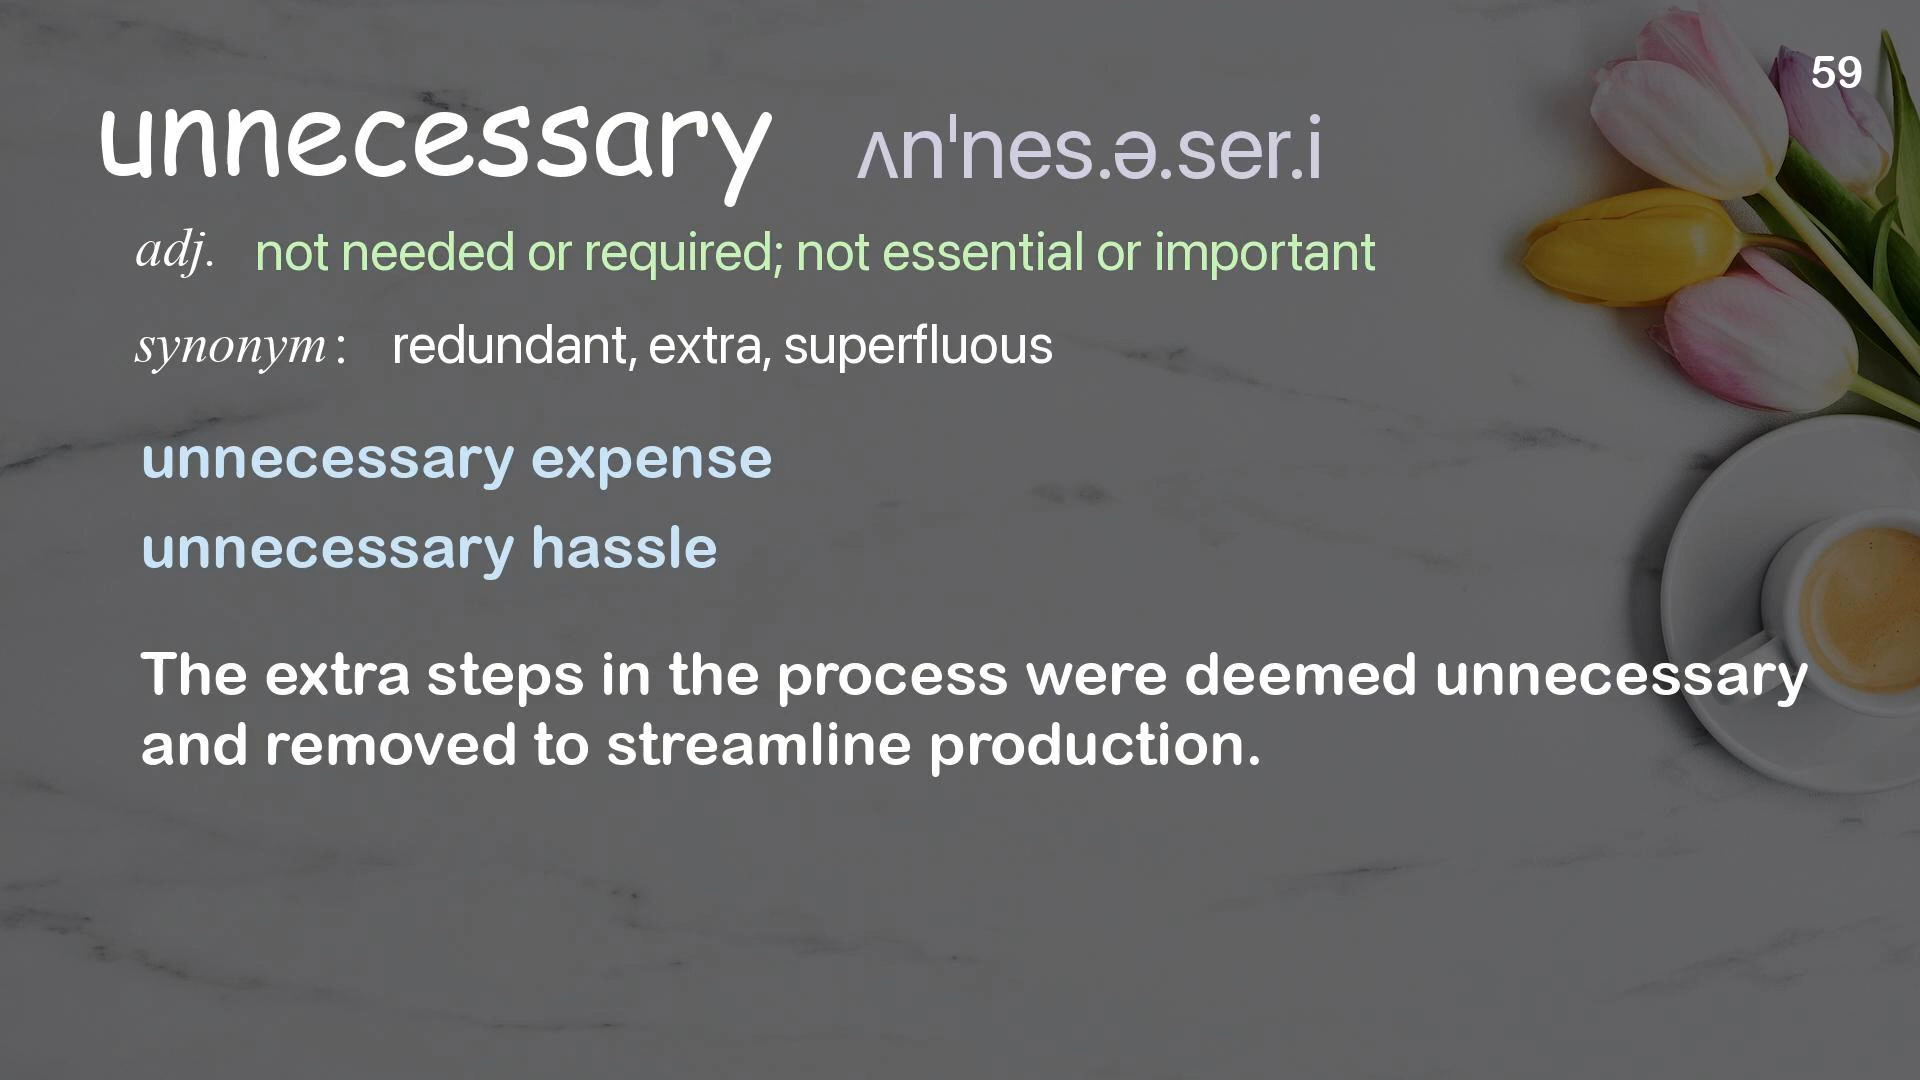 59
unnecessary ʌnˈnes.ə.ser.i
adj. not needed or required; not essential or important
synonym: redundant, extra, superfluous
unnecessary expense
unnecessary hassle
The extra steps in the process were deemed unnecessary
and removed to streamline production.